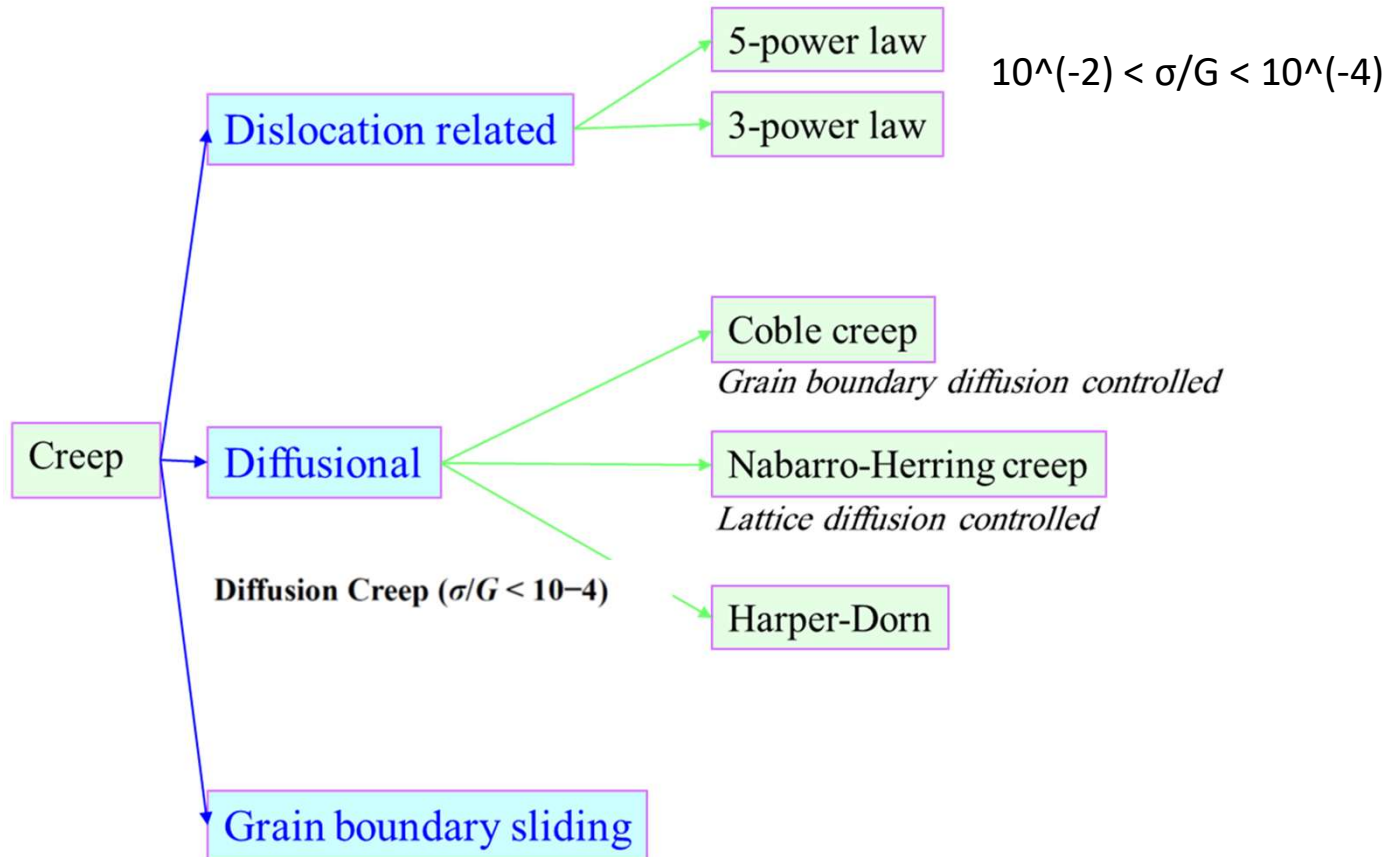 5-power law
10^(-2) < σ/G < 10^(-4)
Dislocation related
3-power law
Coble creep
Grain boundary diffusion controlled
Creep
Diffusional
Nabarro-Herring creep
Lattice diffusion controlled
Diffusion Creep (σ/G < 10−4)
Harper-Dorn
Grain boundary sliding